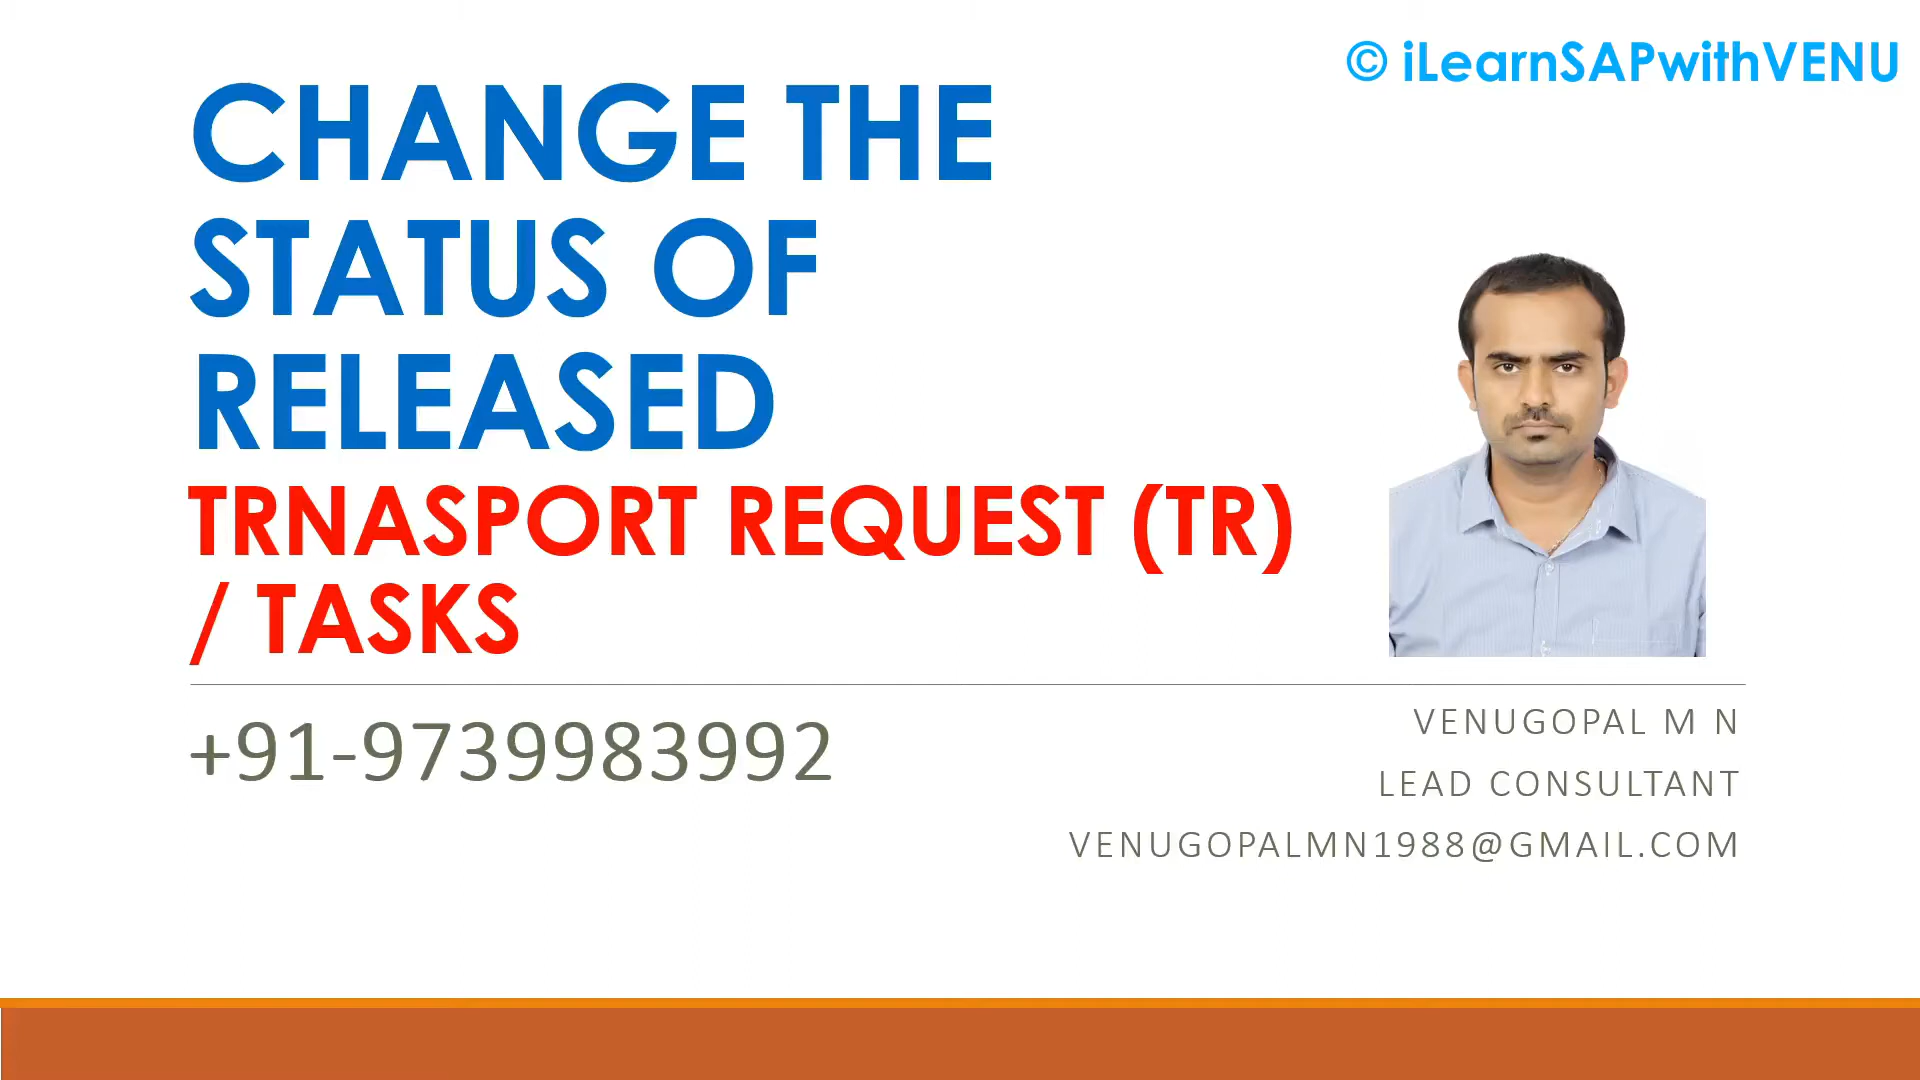 © iLearnSAPwithVENU
CHANGE THE
STATUS OF
RELEASED
TRNASPORT REQUEST (TR)
/ TASKS
+91-9739983992
VENUGOPAL M N
LEAD CONSULTANT
VENUGOPALMN1988@GMAIL.COM